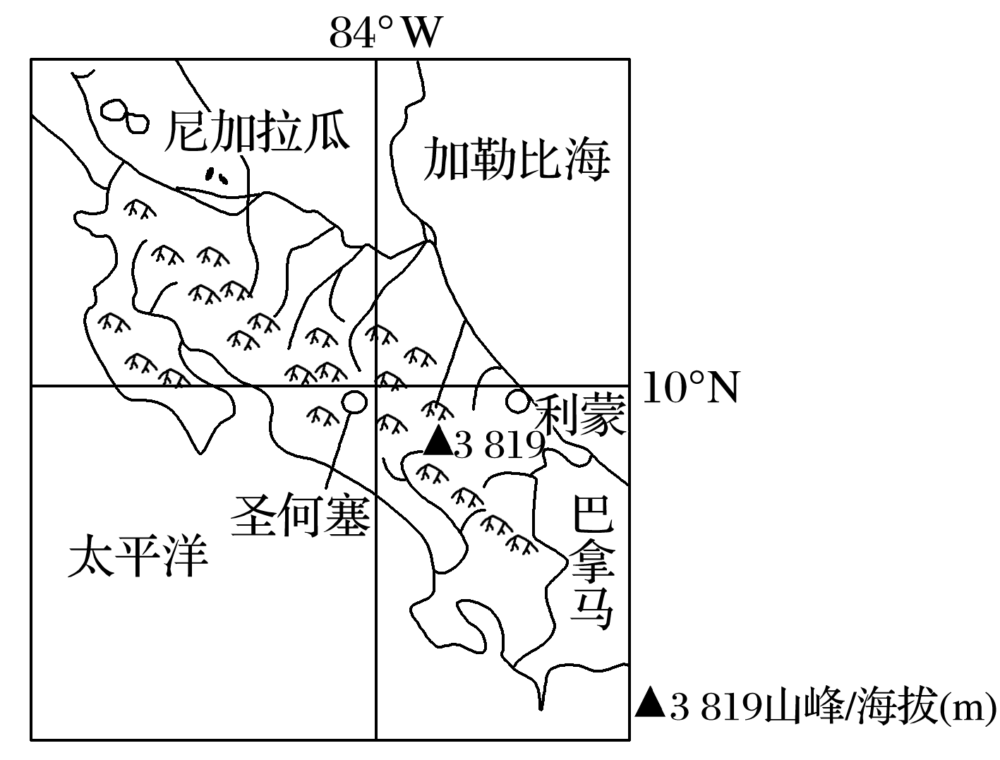 84°W
尼加拉瓜
加勒比海
10°N
利蒙
3 819
圣何塞
巴拿马
太平洋
▲3 819山峰/海拔(m)